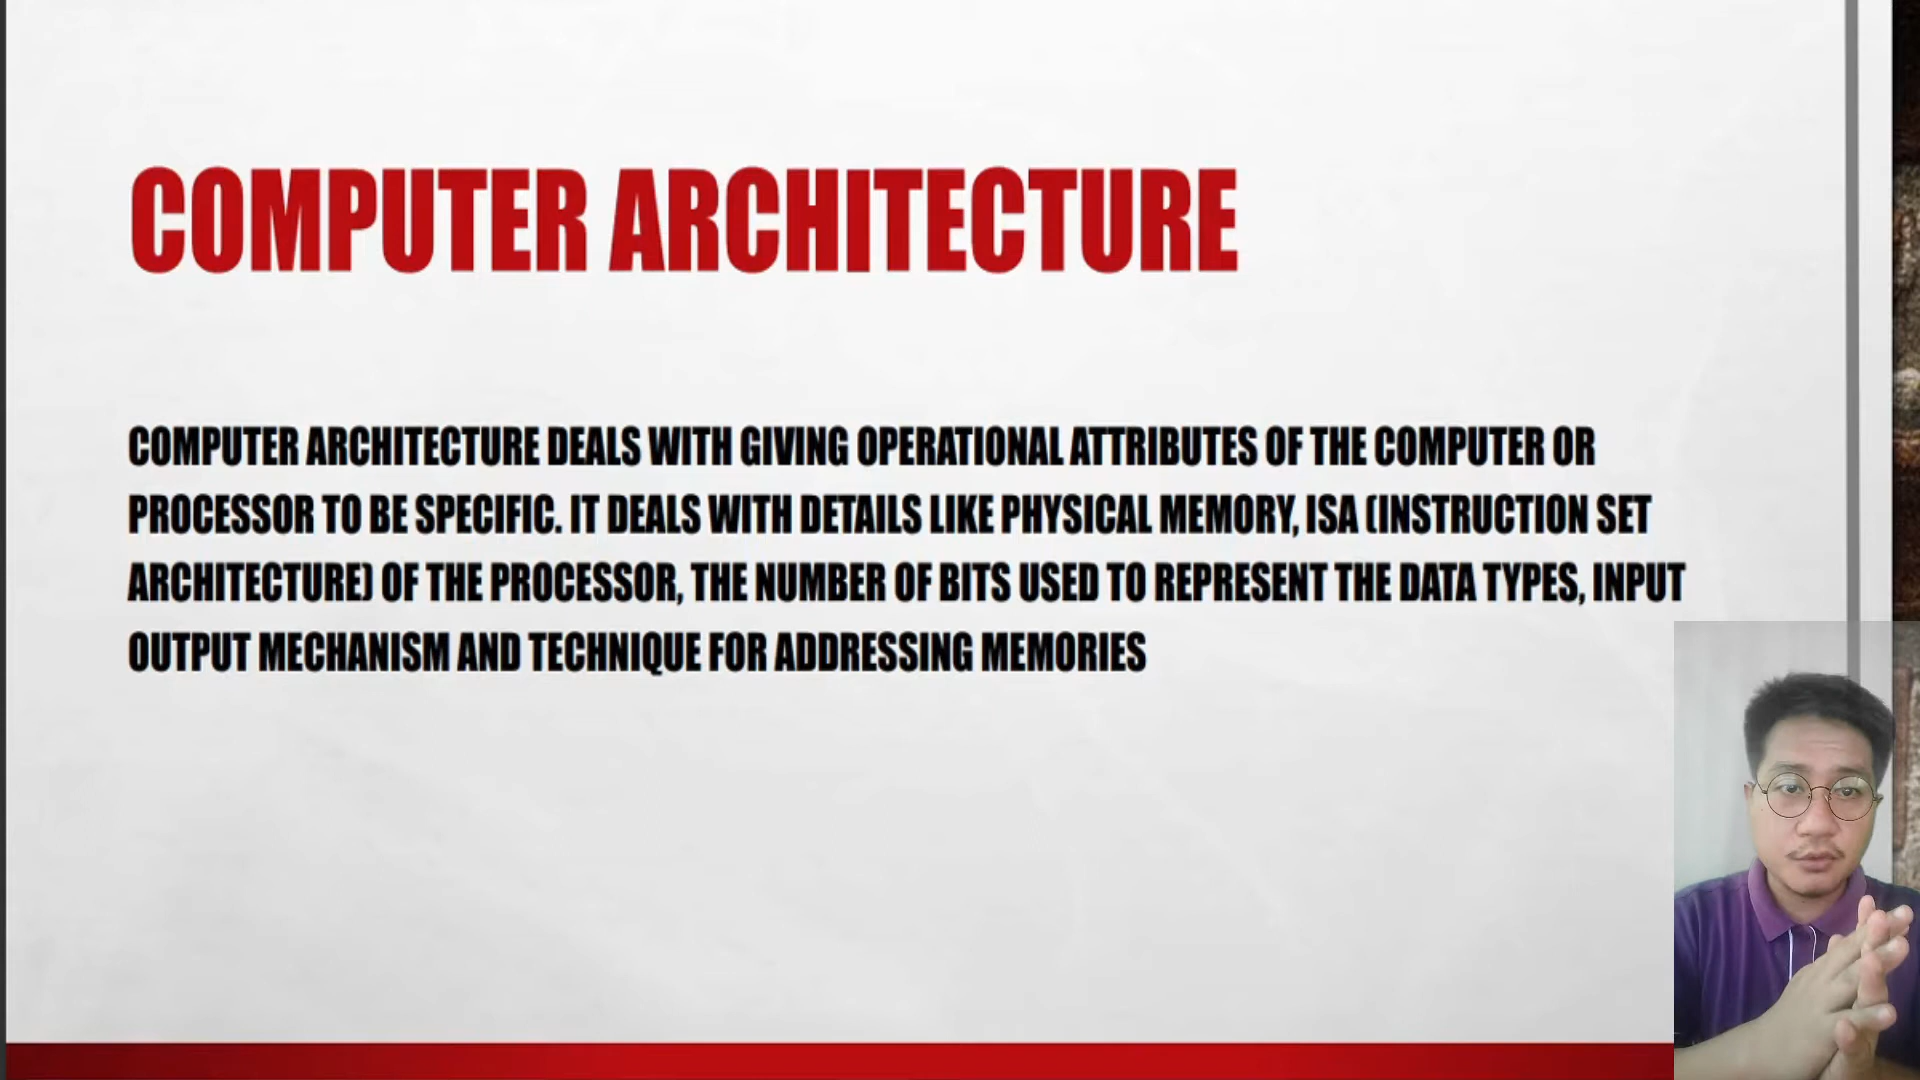 COMPUTER ARCHITECTURE
COMPUTER ARCHITECTURE DEALS WITH GIVING OPERATIONAL ATTRIBUTES OF THE COMPUTER OR
PROCESSOR TO BE SPECIFIC. IT DEALS WITH DETAILS LIKE PHYSICAL MEMORY, ISA (INSTRUCTION SET
ARCHITECTURE) OF THE PROCESSOR, THE NUMBER OF BITS USED TO REPRESENT THE DATA TYPES, INPUT
OUTPUT MECHANISM AND TECHNIQUE FOR ADDRESSING MEMORIES